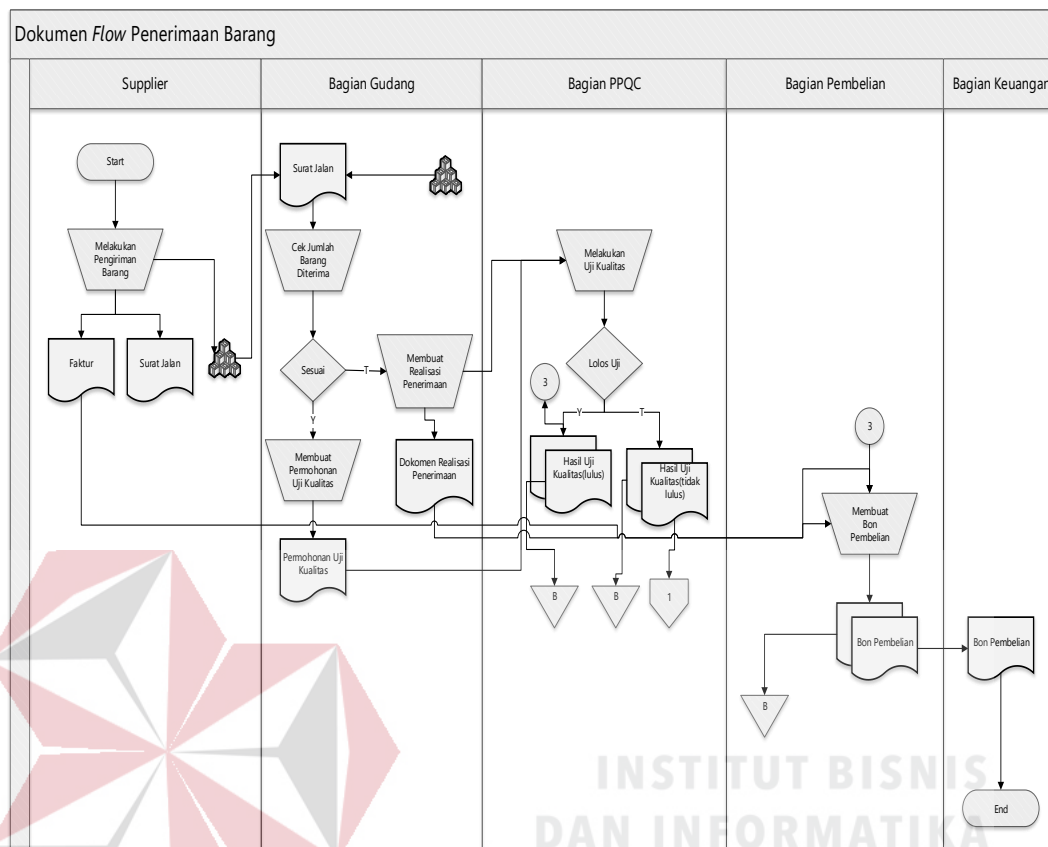 Dokumen Flow Penerimaan Barang
Supplier
Bagian Gudang
Bagian PPQC
Bagian Pembelian
Bagian Keuangan
Start
Melakukan
Pengiriman
Barang
Faktur
Surat Jalan
Surat Jalan
Cek Jumlah
Barang
Diterima
Sesuai
T
Y
Membuat
Realisasi
Penerimaan
Membuat
Permohonan
Uji Kualitas
Dokomen Realisasi
Penerimaan
Permohonan Uji
Kualitas
Melakukan
Uji Kualitas
Lolos Uji
3
Y
T
Hasil Uji
Kualitas(lulus)
Hasil Uji
Kualitas(tidak
lulus)
B
B
1
3
Membuat
Bon
Pembelian
Bon Pembelian
B
Bon Pembelian
End
INSTITUT BISNIS
DAN INFORMATIKA